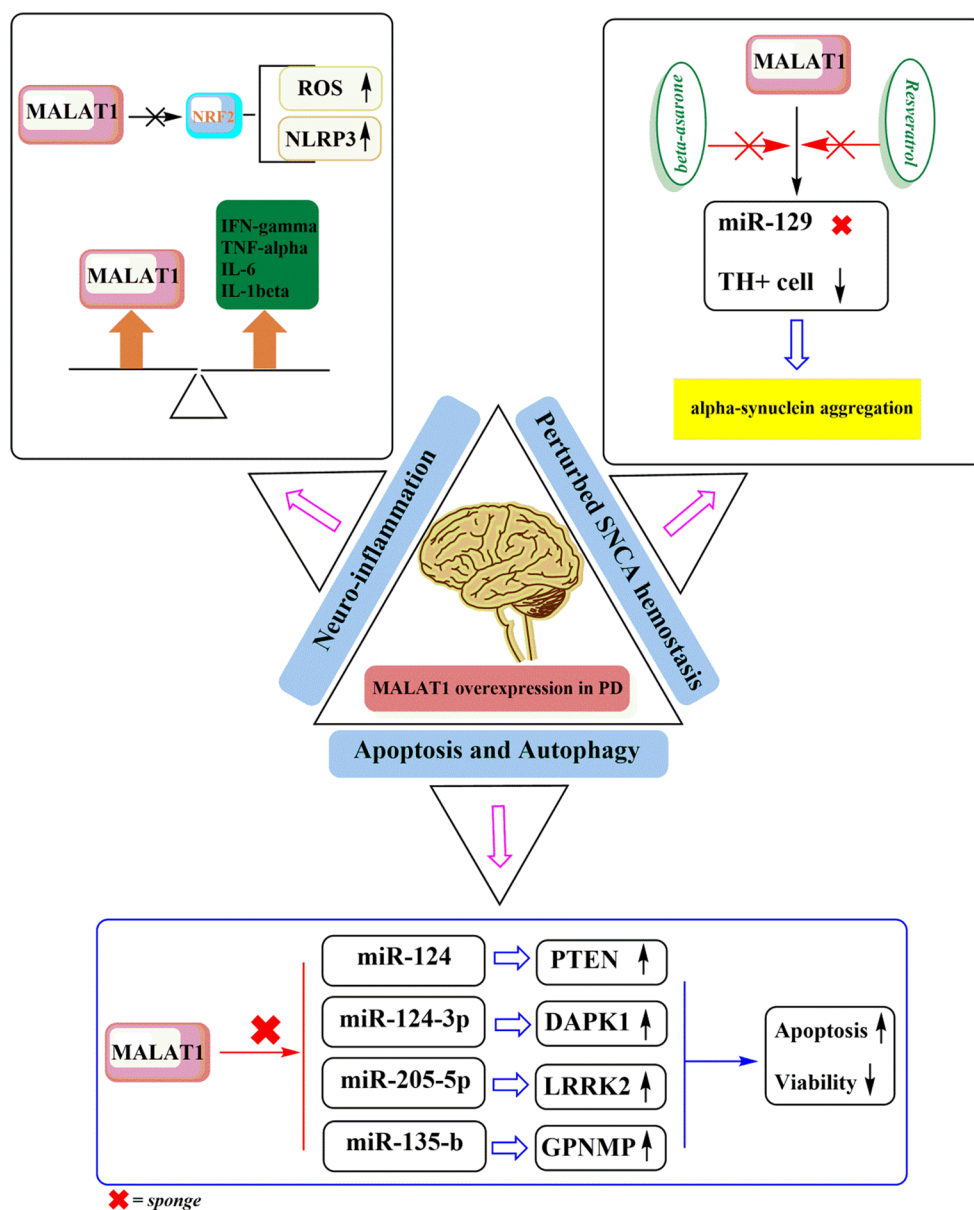 MALAT1
NRF2
ROS
NLRP3
MALAT1
IFN-gamma
TNF-alpha
IL-6
IL-1beta
MALAT1
beta-asarone
Resveratrol
miR-129
TH+ cell
alpha-synuclein aggregation
Neuro-inflammation
Perturbed SNCA hemostasis
MALAT1 overexpression in PD
Apoptosis and Autophagy
MALAT1
miR-124
PTEN
miR-124-3p
DAPK1
miR-205-5p
LRRK2
miR-135-b
GPNMP
Apoptosis
Viability
= sponge